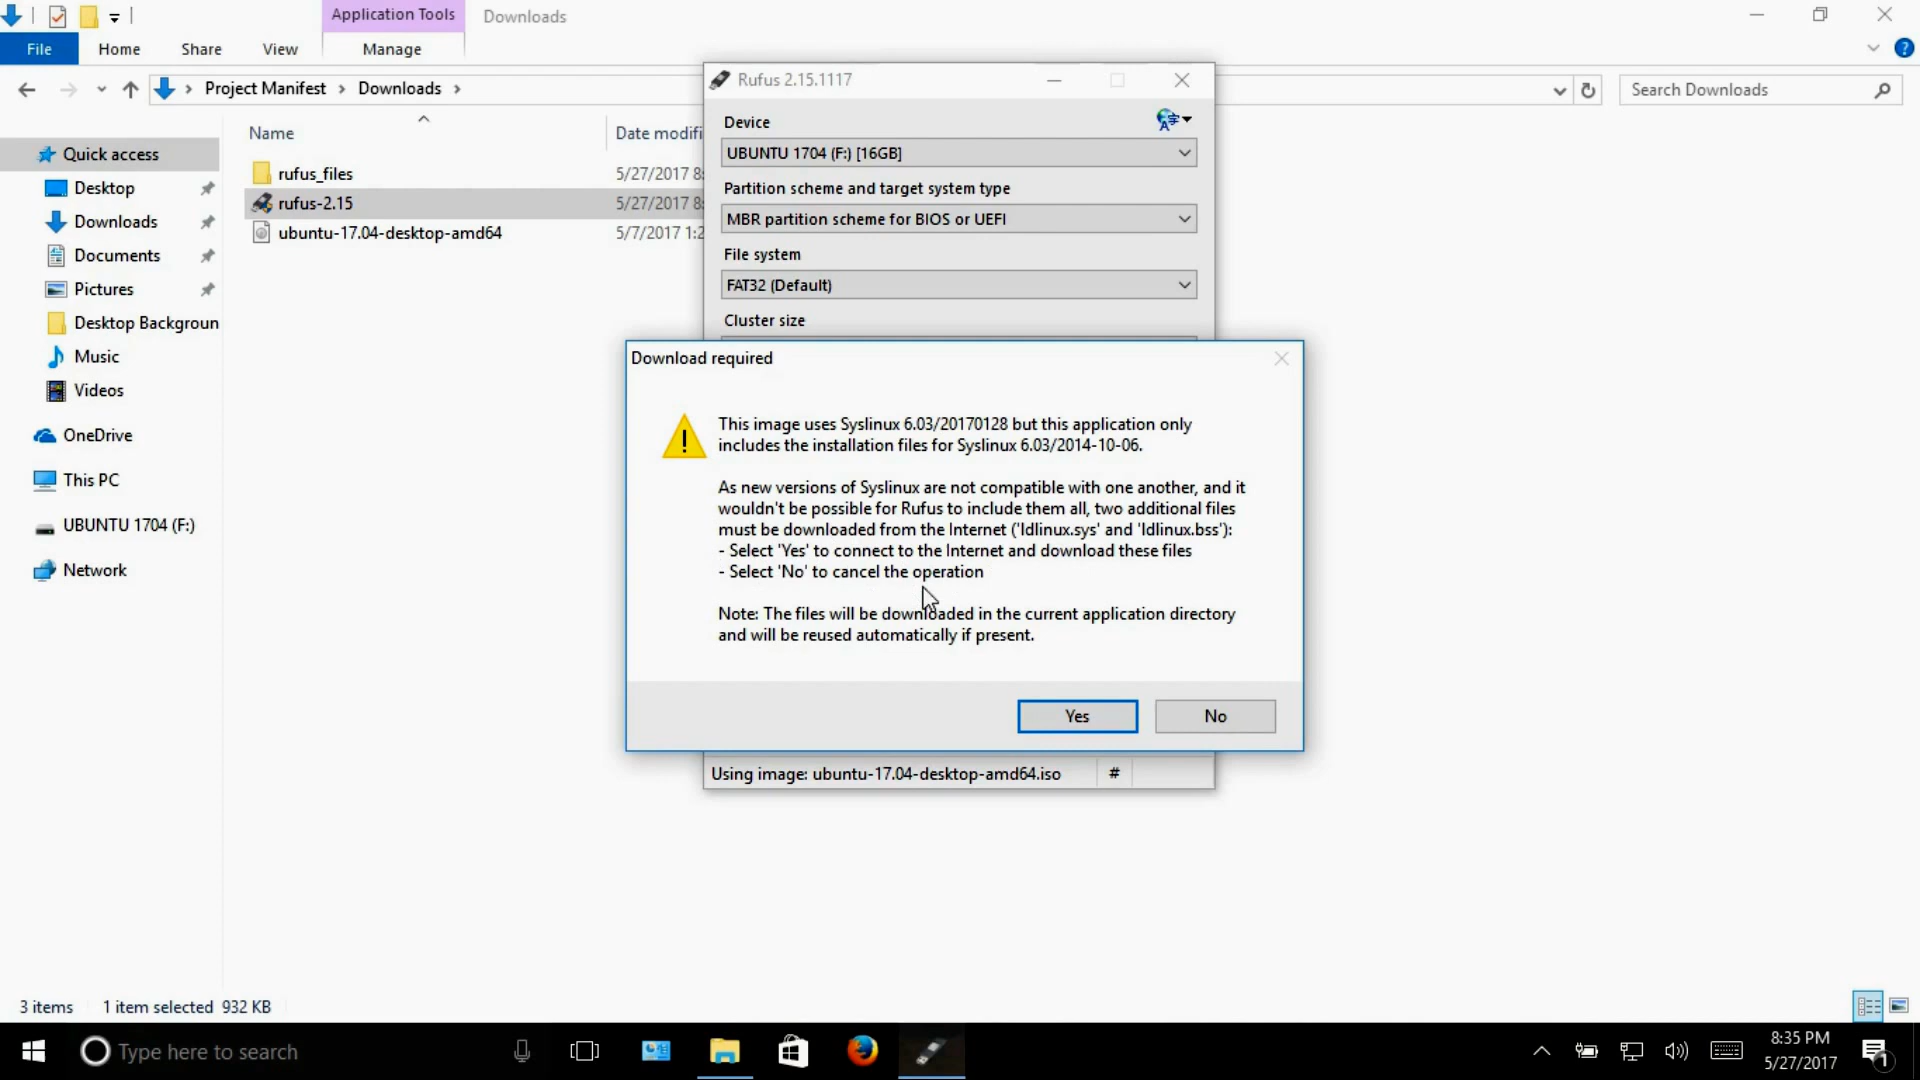 Application Tools
Downloads
File
Home
Share
View
Manage
Project Manifest
Downloads
Search Downloads
Name
Date modifi
Quick access
Desktop
Downloads
Documents
Pictures
Desktop Backgroun
Music
Videos
OneDrive
This PC
UBUNTU 1704 (F:)
Network
rufus_files
5/27/2017 8:
rufus-2.15
5/27/2017 8:
ubuntu-17.04-desktop-amd64
5/7/2017 1:2
Rufus 2.15.1117
Device
UBUNTU 1704 (F:) [16GB]
Partition scheme and target system type
MBR partition scheme for BIOS or UEFI
File system
FAT32 (Default)
Cluster size
Download required
This image uses Syslinux 6.03/20170128 but this application only
includes the installation files for Syslinux 6.03/2014-10-06.
As new versions of Syslinux are not compatible with one another, and it
wouldn't be possible for Rufus to include them all, two additional files
must be downloaded from the Internet ('ldlinux.sys' and 'ldlinux.bss'):
- Select 'Yes' to connect to the Internet and download these files
- Select 'No' to cancel the operation
Note: The files will be downloaded in the current application directory
and will be reused automatically if present.
Yes
No
Using image: ubuntu-17.04-desktop-amd64.iso
#
3 items
1 item selected 932 KB
Type here to search
8:35 PM
5/27/2017
1